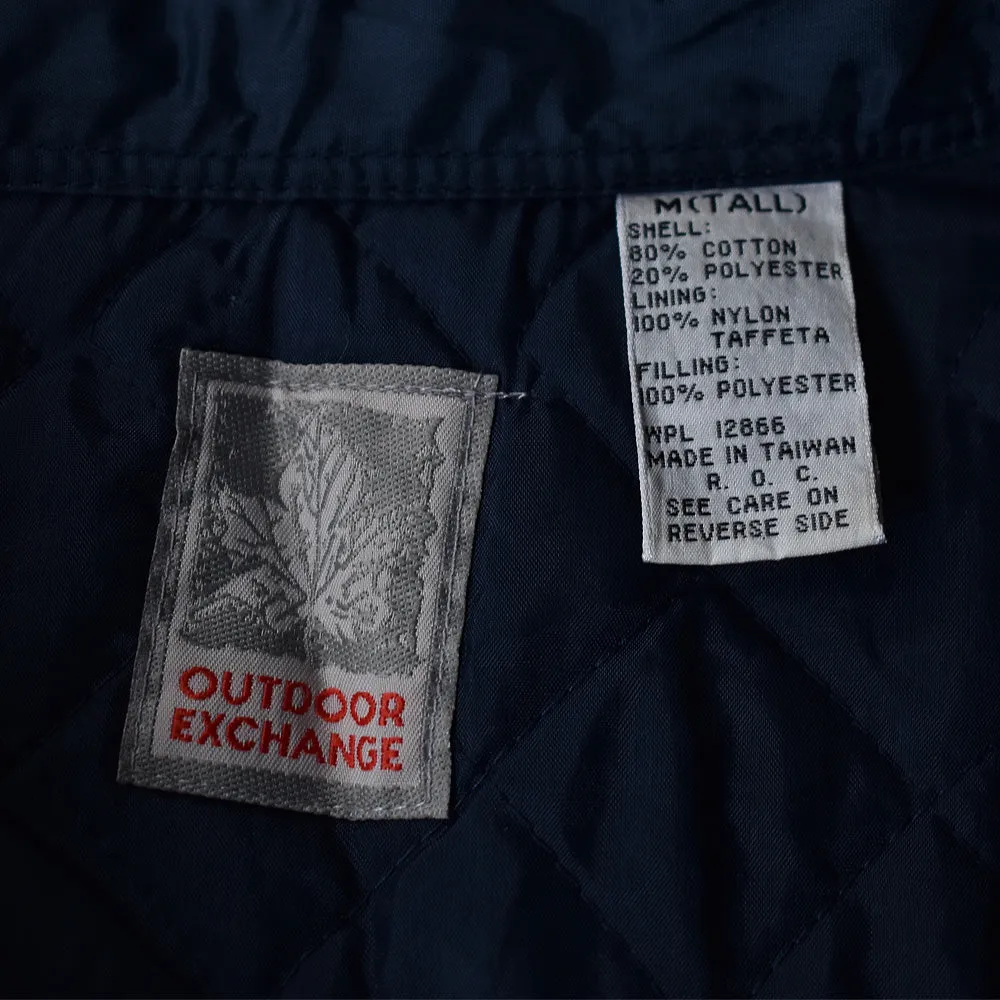 OUTDOOR
EXCHANGE
M(TALL)
SHELL:
80% COTTON
20% POLYESTER
LINING:
100% NYLON
TAFFETA
FILLING:
100% POLYESTER
WPL 12866
MADE IN TAIWAN
R. O. C.
SEE CARE ON
REVERSE SIDE